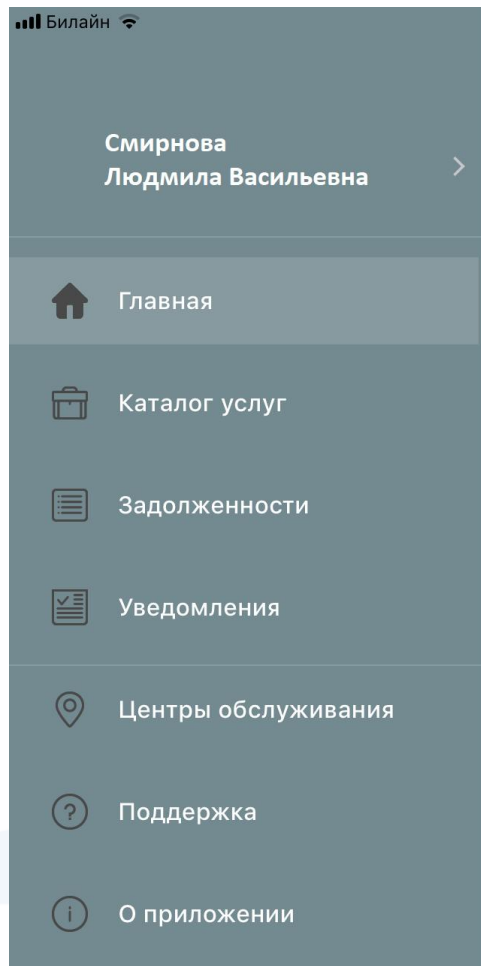 Билайн
Смирнова
Людмила Васильевна
Главная
Каталог услуг
Задолженности
Уведомления
Центры обслуживания
Поддержка
О приложении